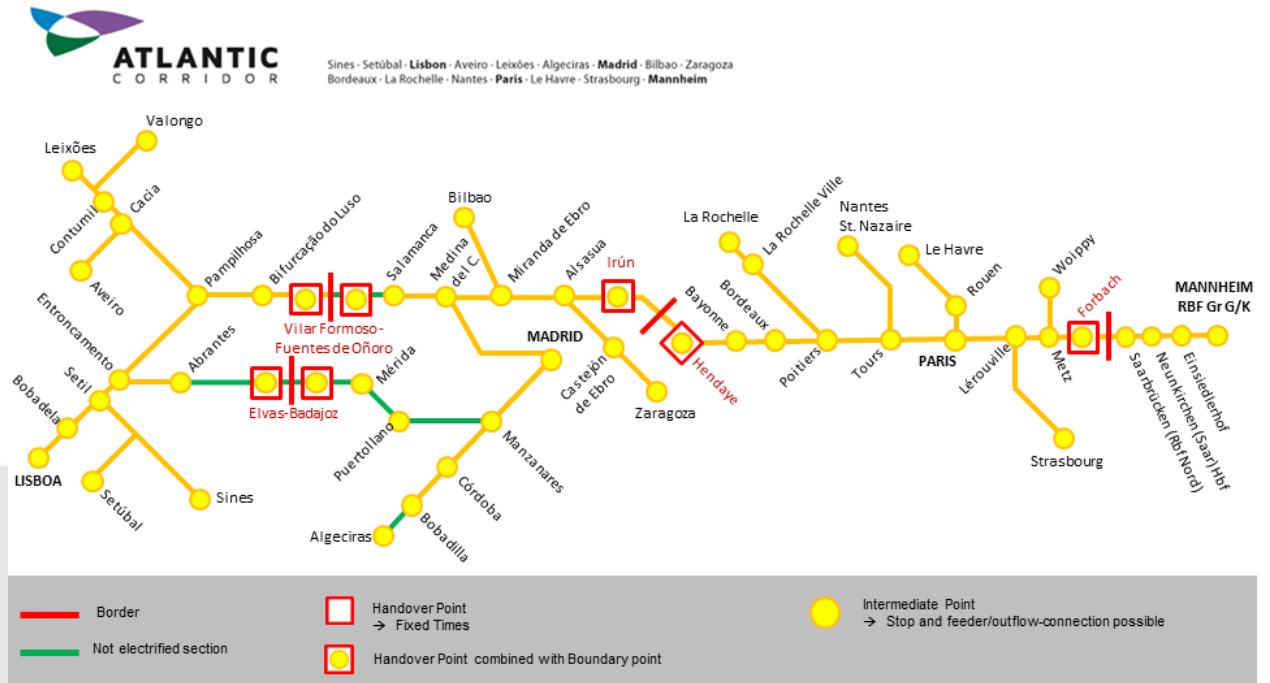 ATLANTIC
CORRIDOR
Sines · Setúbal · Lisbon · Aveiro · Leixões · Algeciras · Madrid · Bilbao · Zaragoza
Bordeaux · La Rochelle · Nantes · Paris · Le Havre · Strasbourg · Mannheim
Valongo
Leixões
Contumil
Cacia
Aveiro
Pampilhosa
Bifurcação do Luso
Vilar Formoso-
Fuentes de Oñoro
Salamanca
Medina
del C.
Bilbao
Miranda de Ebro
Alsasua
Irún
Hendaye
Bayonne
Bordeaux
La Rochelle
La Rochelle Ville
Poitiers
Nantes
St. Nazaire
Tours
Le Havre
Rouen
PARIS
Lérouville
Woippy
Metz
Forbach
MANNHEIM
RBF Gr G/K
Saarbrücken (Rbf Nord)
Neunkirchen (Saar) Hbf
Einsiedlerhof
Strasbourg
Castejón
de Ebro
Zaragoza
MADRID
Entroncamento
Abrantes
Elvas-Badajoz
Mérida
Puertollano
Manzanares
Córdoba
Bobadilla
Algeciras
Setil
Bobadela
LISBOA
Setúbal
Sines
Border
Not electrified section
Handover Point
→ Fixed Times
Handover Point combined with Boundary point
Intermediate Point
→ Stop and feeder/outflow-connection possible